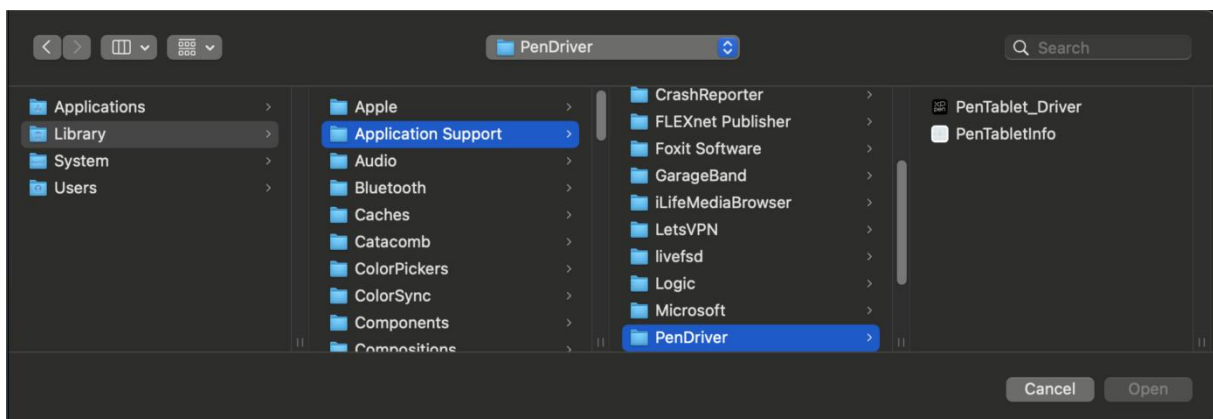 PenDriver
Search
Applications
Library
System
Users
Apple
Application Support
Audio
Bluetooth
Caches
Catacomb
ColorPickers
ColorSync
Components
Compositions
CrashReporter
FLEXnet Publisher
Foxit Software
GarageBand
iLifeMediaBrowser
LetsVPN
livefsd
Logic
Microsoft
PenDriver
PenTablet_Driver
PenTabletInfo
Cancel
Open